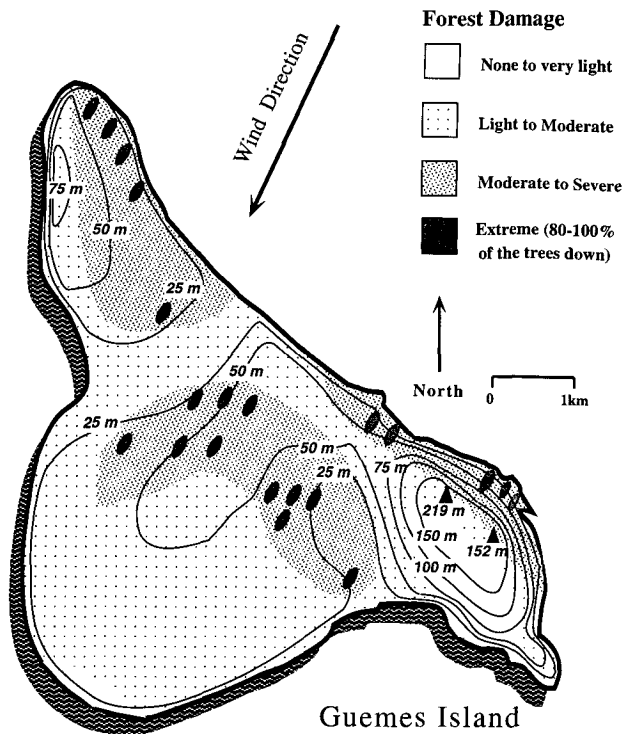 Forest Damage
None to very light
Light to Moderate
Moderate to Severe
Extreme (80-100%
of the trees down)
Wind Direction
North
0 1km
75 m
50 m
25 m
50 m
25 m
50 m
25 m
75 m
219 m
150 m
152 m
100 m
Guemes Island